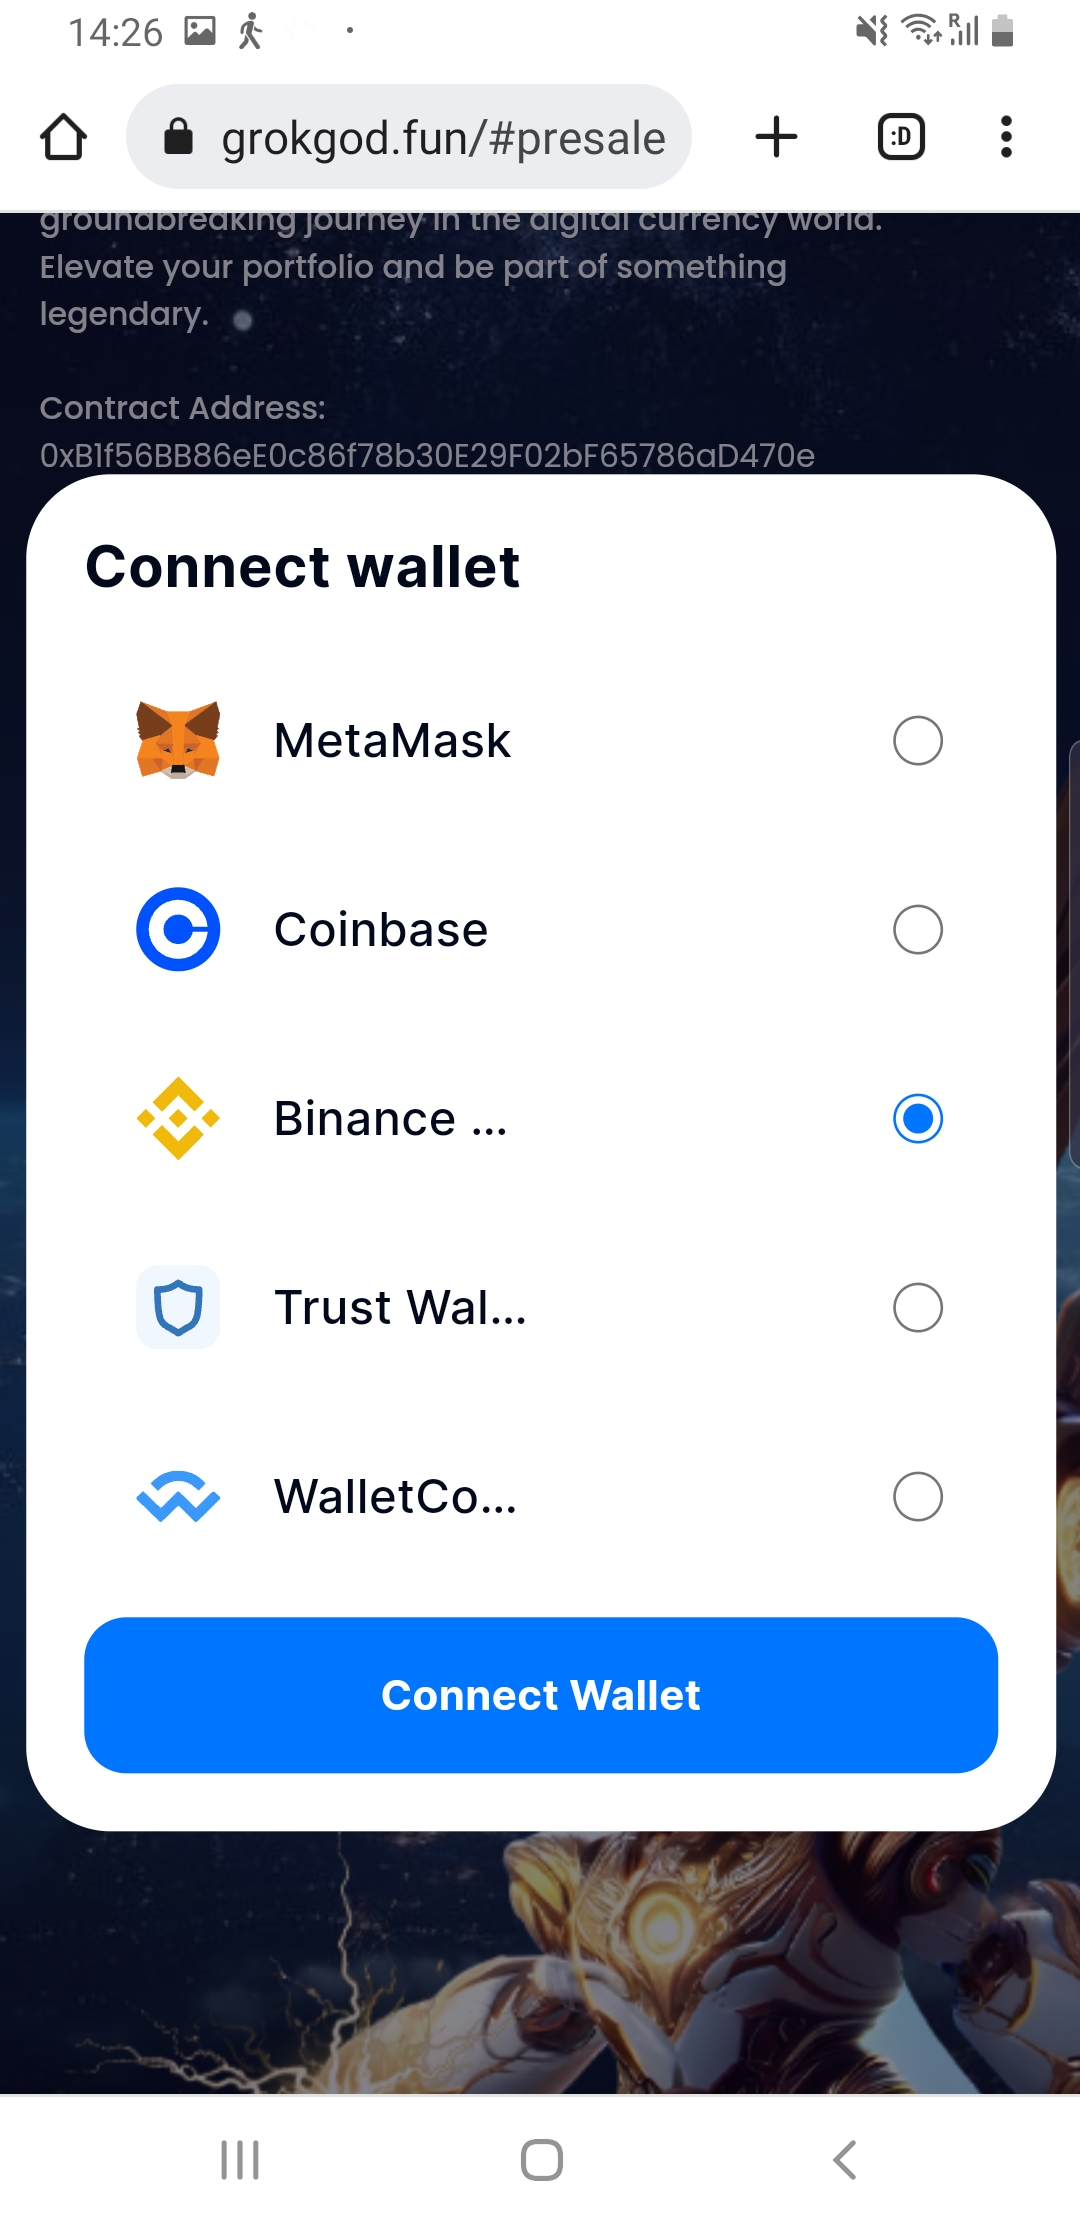 14:26
R
grokgod.fun/#presale
:D
groundbreaking journey in the digital currency world.
Elevate your portfolio and be part of something
legendary.
Contract Address:
0xB1f56BB86eE0c86f78b30E29F02bF65786aD470e
Connect wallet
MetaMask
Coinbase
Binance ...
Trust Wal...
WalletCo...
Connect Wallet